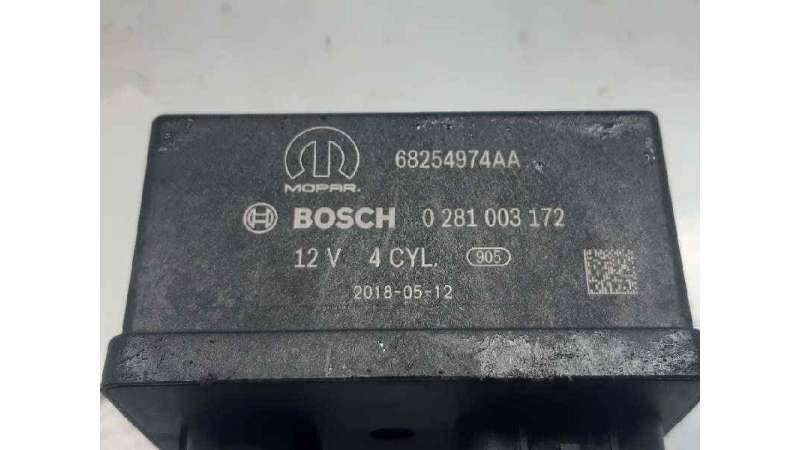 68254974AA
MOPAR.
BOSCH 0 281 003 172
12 V 4 CYL. 905
2018-05-12